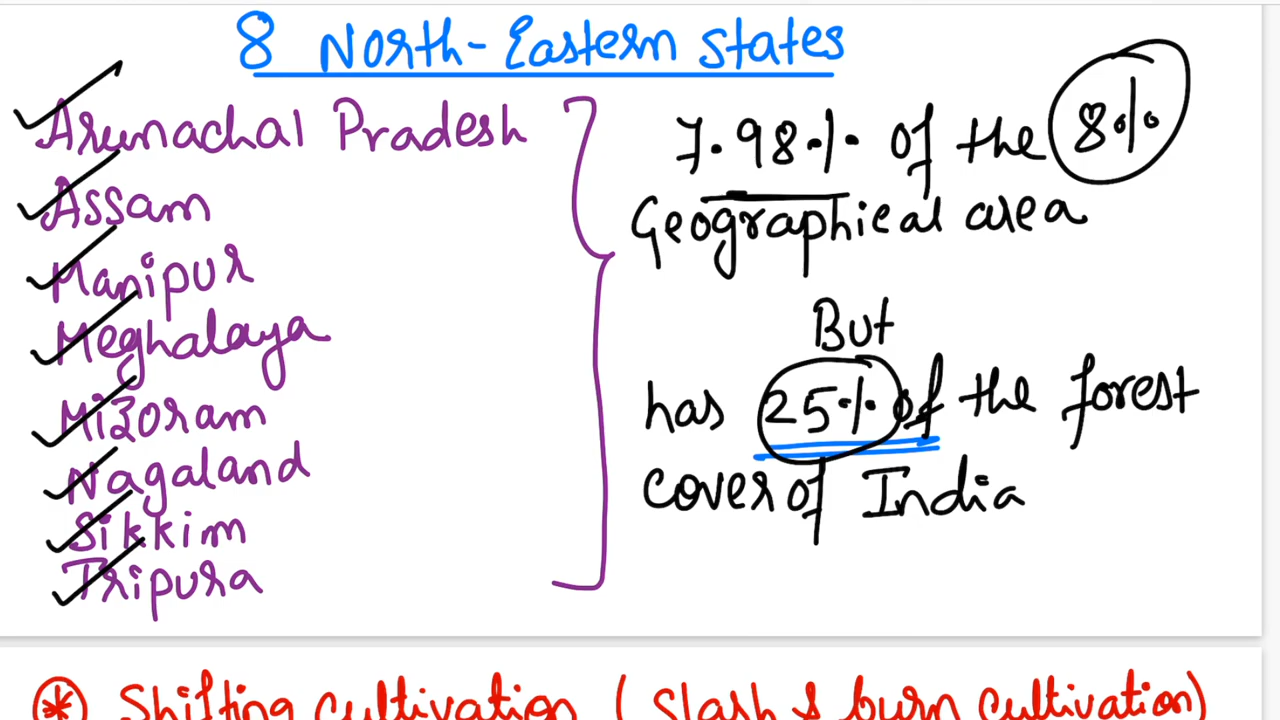 8 North-Eastern states
Arunachal Pradesh
Assam
Manipur
Meghalaya
Mizoram
Nagaland
Sikkim
Tripura
7.98% of the 8%
Geographical area
But
has 25% of the forest
cover of India
* Shifting cultivation ( Slash & burn cultivation)